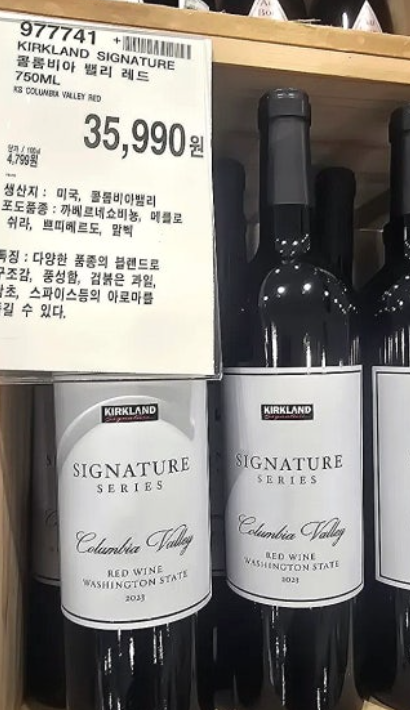 977741 +
KIRKLAND SIGNATURE
콜롬비아 밸리 레드
750ML
KS COLUMBIA VALLEY RED
35,990원
4,799원
생산지 : 미국, 콜롬비아밸리
포도품종 : 까베르네쇼비뇽, 메를로
쉬라, 쁘띠베르도, 말벡
특징 : 다양한 품종의 블렌드로
구조감, 풍성함, 검붉은 과일,
스파이스등의 아로마를
즐길 수 있다.
KIRKLAND
Signature
SIGNATURE
SERIES
Columbia Valley
RED WINE
WASHINGTON STATE
2023
KIRKLAND
Signature
SIGNATURE
SERIES
Columbia Valley
RED WINE
WASHINGTON STATE
2023